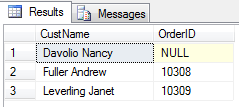 Results Messages
CustName OrderID
1 Davolio Nancy NULL
2 Fuller Andrew 10308
3 Leverling Janet 10309